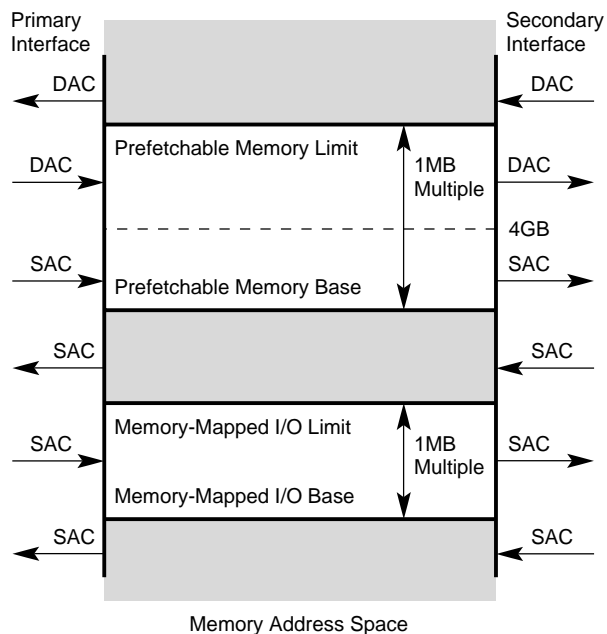 Primary
Interface
Secondary
Interface
DAC
DAC
Prefetchable Memory Limit
DAC
1MB
Multiple
DAC
4GB
SAC
SAC
Prefetchable Memory Base
SAC
SAC
Memory-Mapped I/O Limit
SAC
1MB
Multiple
SAC
Memory-Mapped I/O Base
SAC
SAC
Memory Address Space